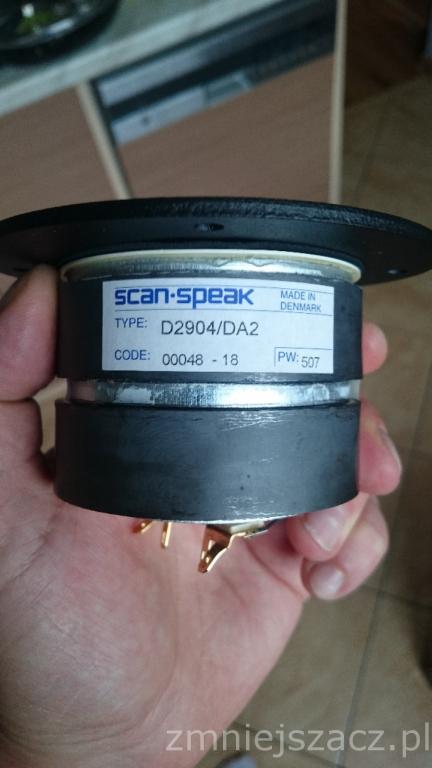 scan-speak
MADE IN
DENMARK
TYPE: D2904/DA2
CODE: 00048 - 18
PW: 507
zmniejszacz.pl